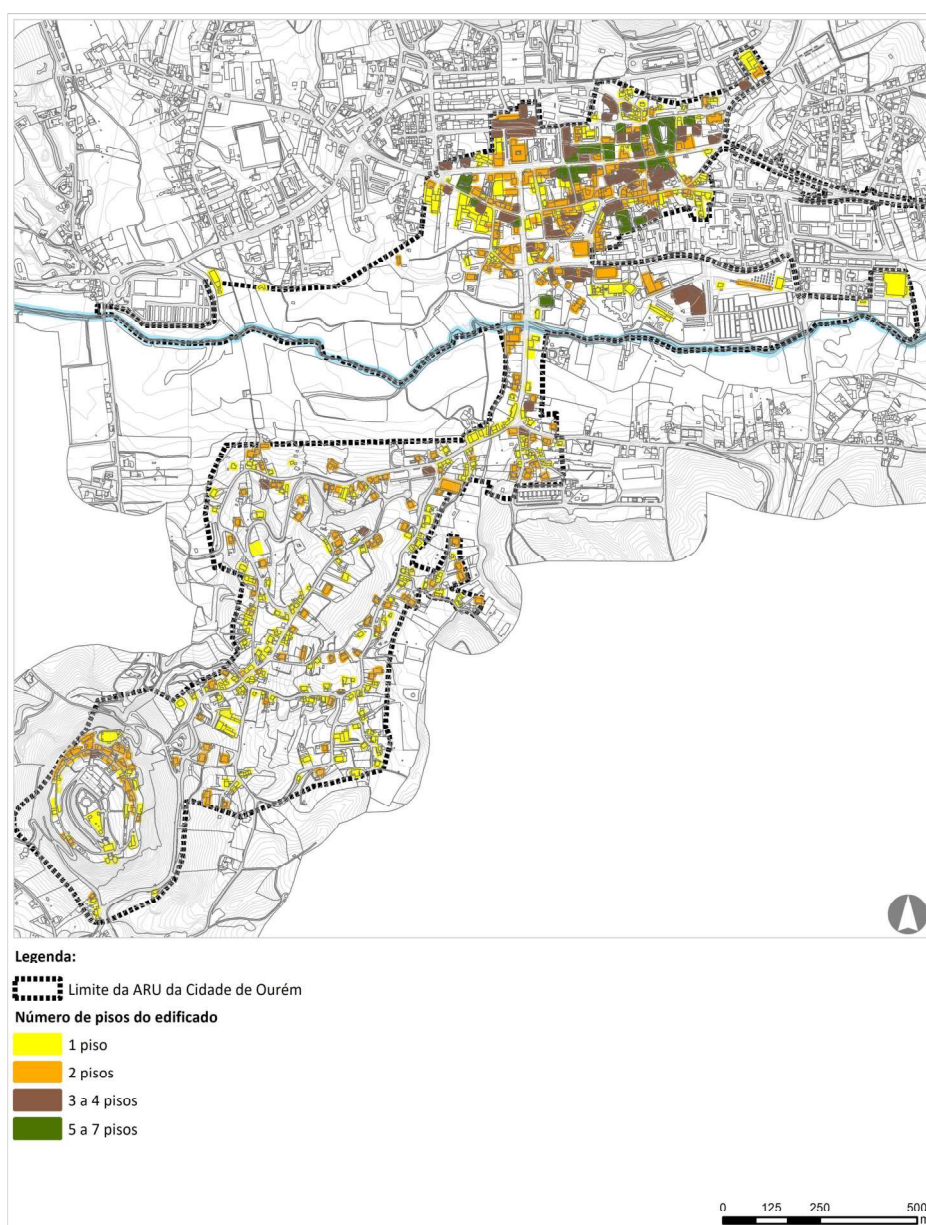 Legenda:
Limite da ARU da Cidade de Ourém
Número de pisos do edificado
1 piso
2 pisos
3 a 4 pisos
5 a 7 pisos
0 125 250 500
m